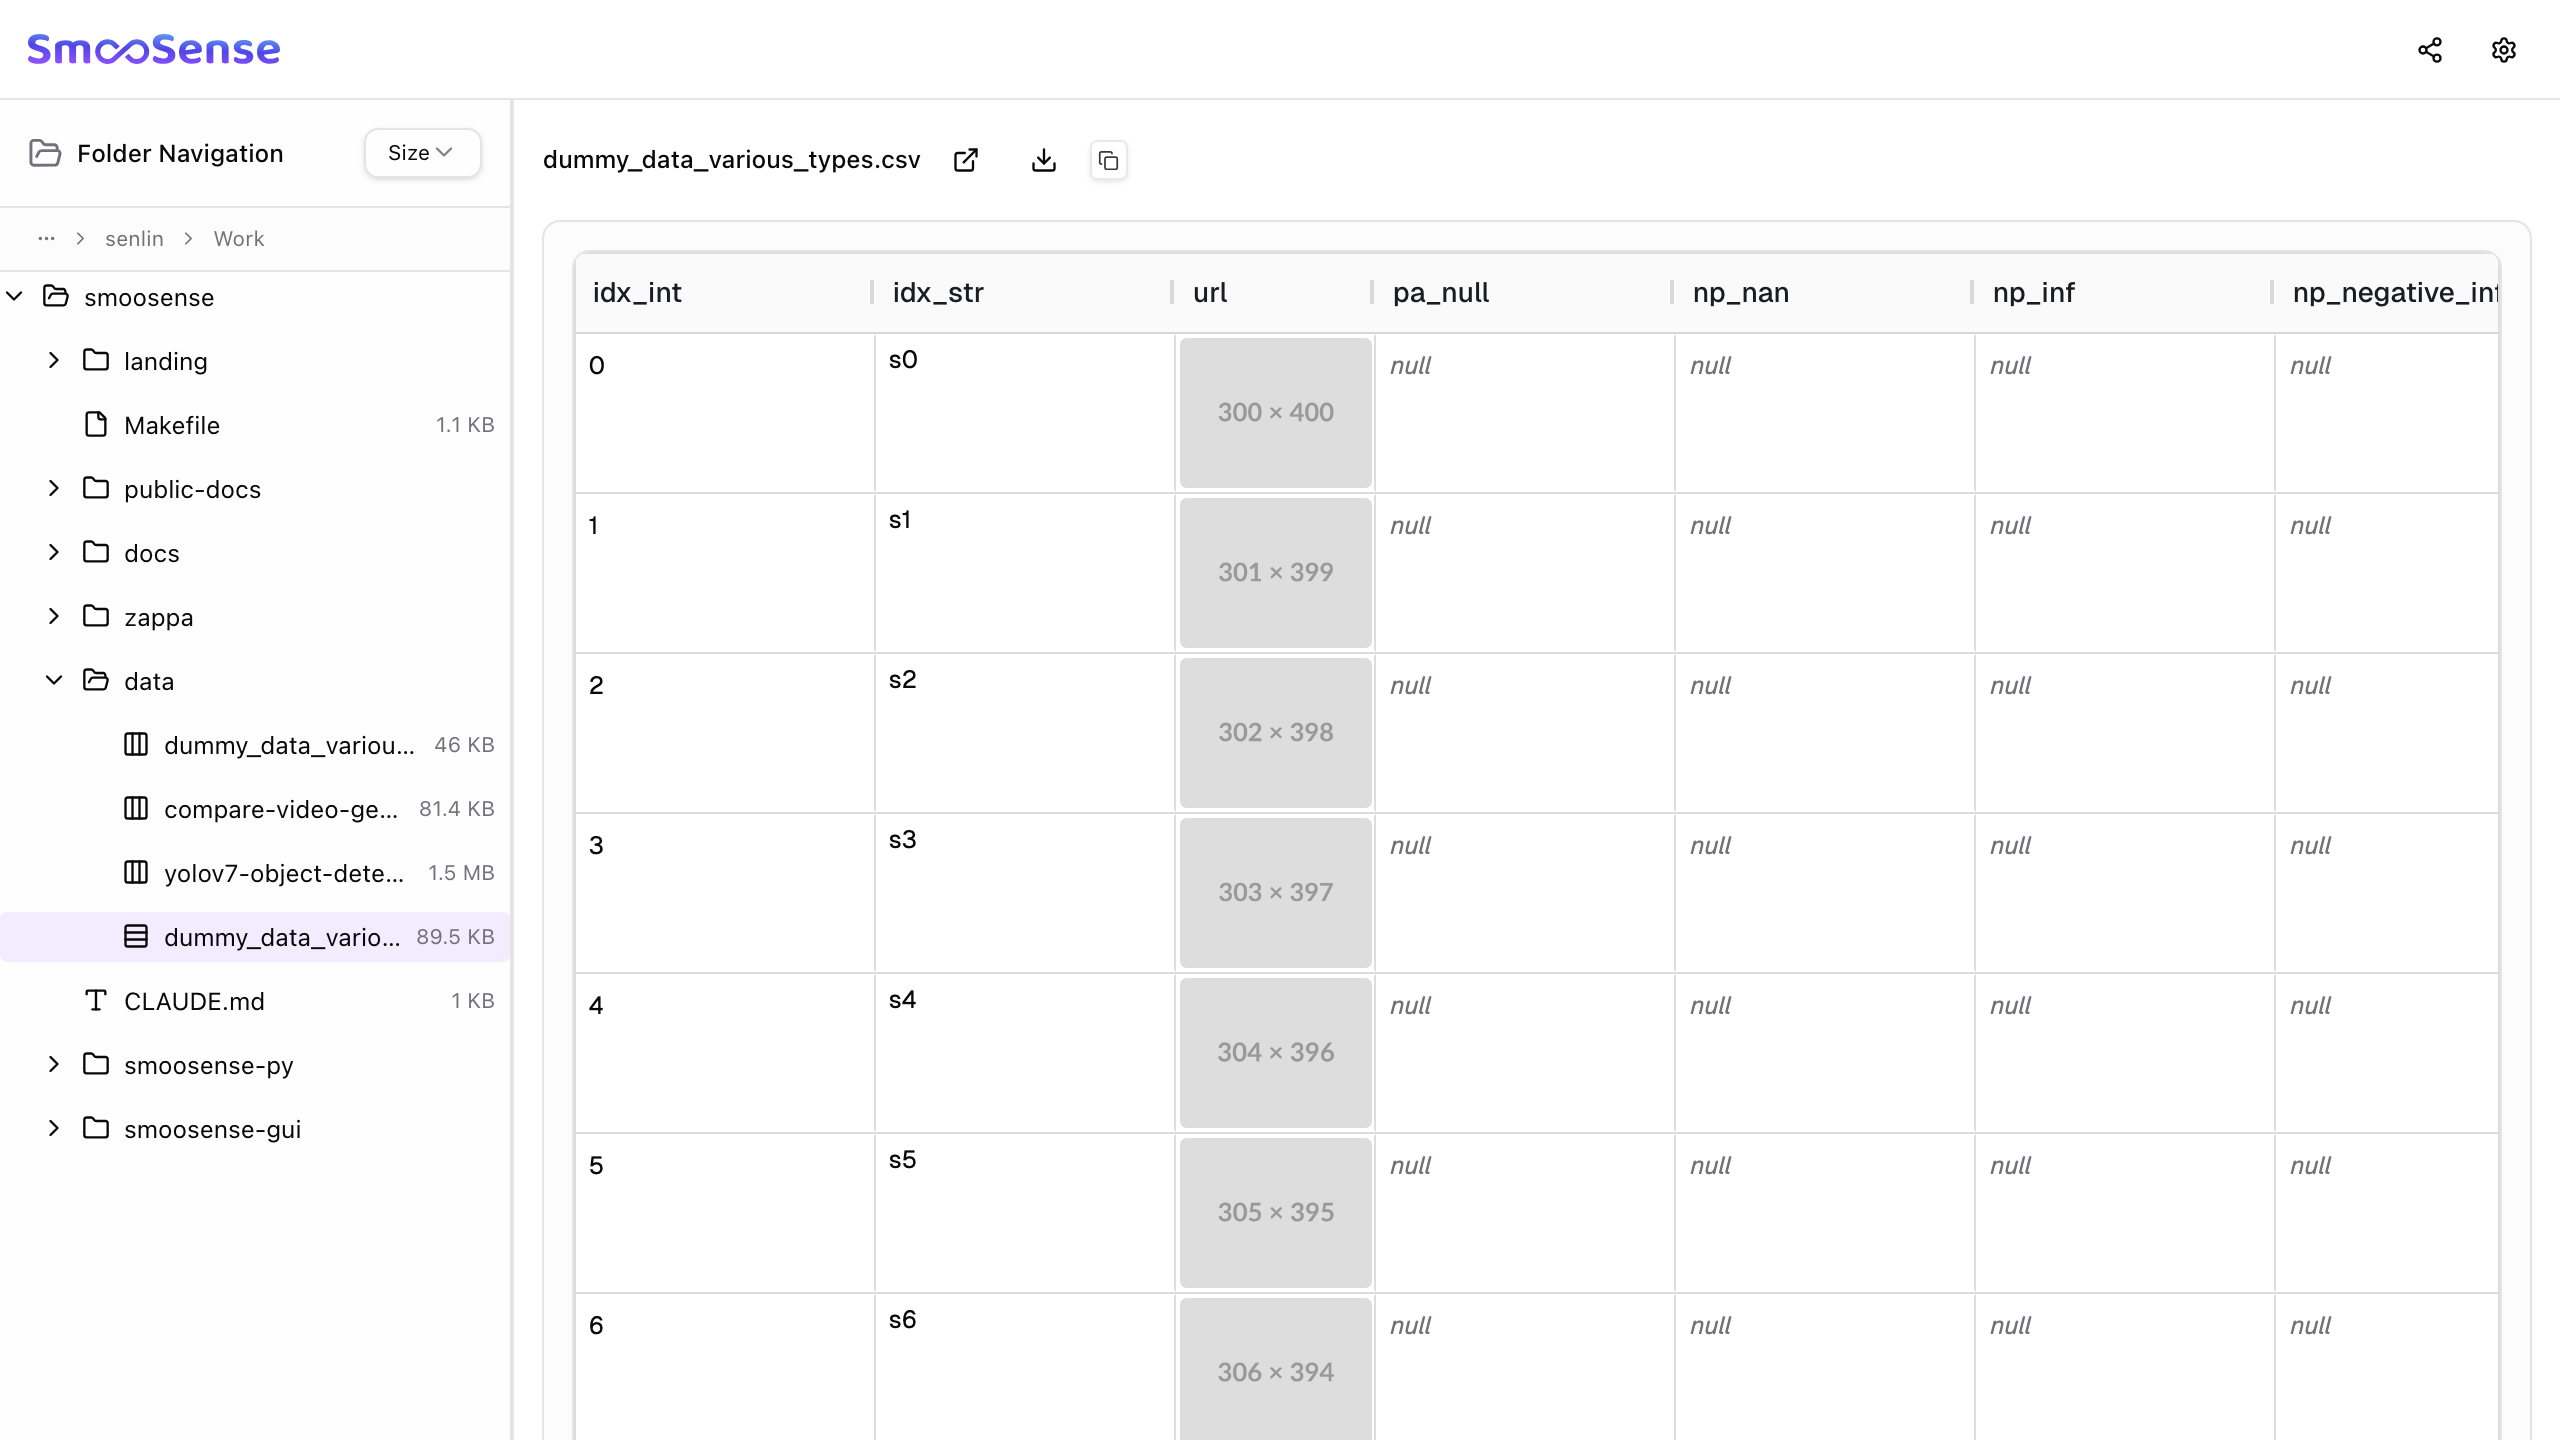 SmooSense
Folder Navigation
Size
... > senlin > Work
smoosense
landing
Makefile 1.1 KB
public-docs
docs
zappa
data
dummy_data_variou... 46 KB
compare-video-ge... 81.4 KB
yolov7-object-dete... 1.5 MB
dummy_data_vario... 89.5 KB
CLAUDE.md 1 KB
smoosense-py
smoosense-gui
dummy_data_various_types.csv
idx_int idx_str url pa_null np_nan np_inf np_negative_inf
0 s0 300 × 400 null null null null
1 s1 301 × 399 null null null null
2 s2 302 × 398 null null null null
3 s3 303 × 397 null null null null
4 s4 304 × 396 null null null null
5 s5 305 × 395 null null null null
6 s6 306 × 394 null null null null